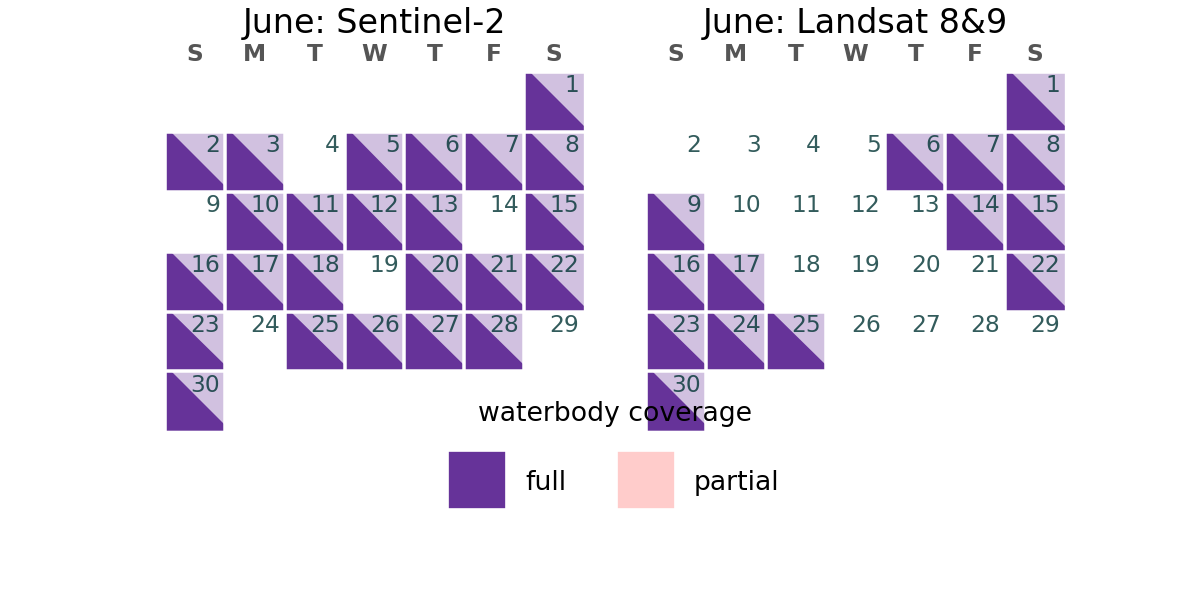 June: Sentinel-2
S M T W T F S
1
2 3 4 5 6 7 8
9 10 11 12 13 14 15
16 17 18 19 20 21 22
23 24 25 26 27 28 29
30
June: Landsat 8&9
S M T W T F S
1
2 3 4 5 6 7 8
9 10 11 12 13 14 15
16 17 18 19 20 21 22
23 24 25 26 27 28 29
30
waterbody coverage
full partial